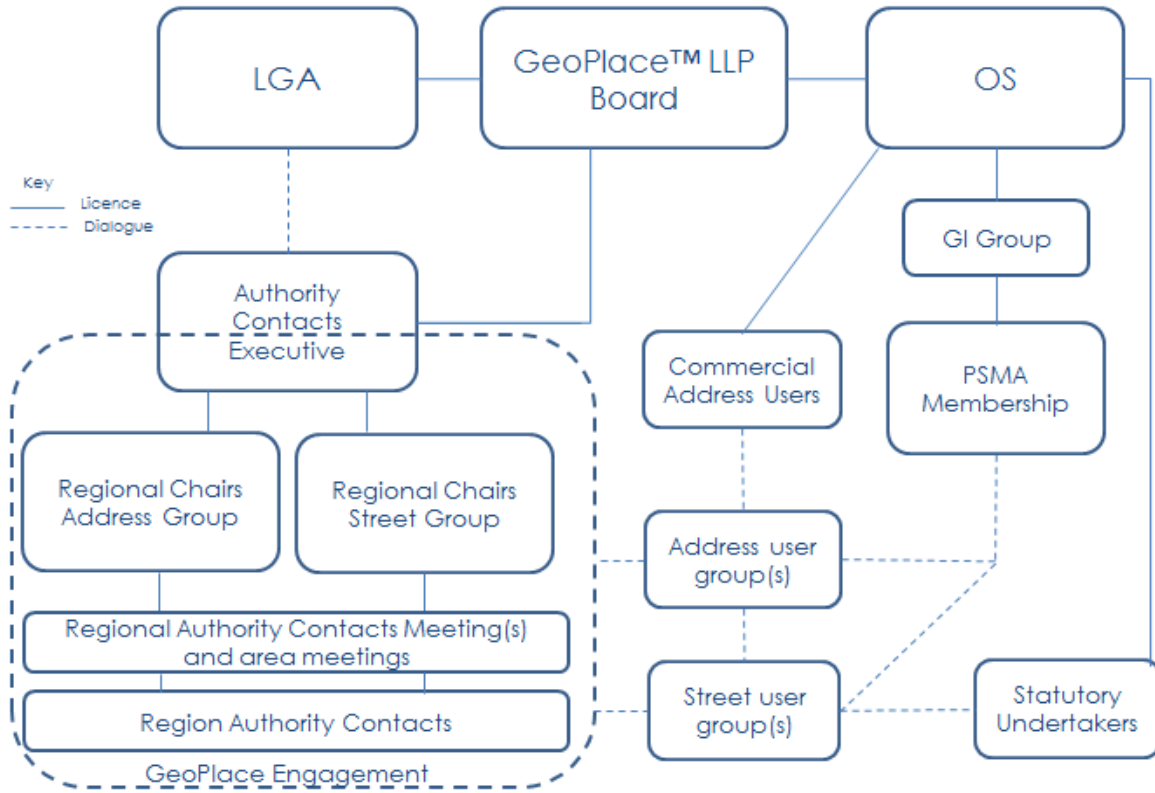 LGA
GeoPlace™ LLP
Board
OS
Key
Licence
Dialogue
GI Group
Authority
Contacts
Executive
Commercial
Address Users
PSMA
Membership
Regional Chairs
Address Group
Regional Chairs
Street Group
Address user
group(s)
Regional Authority Contacts Meeting(s)
and area meetings
Region Authority Contacts
Street user
group(s)
Statutory
Undertakers
GeoPlace Engagement